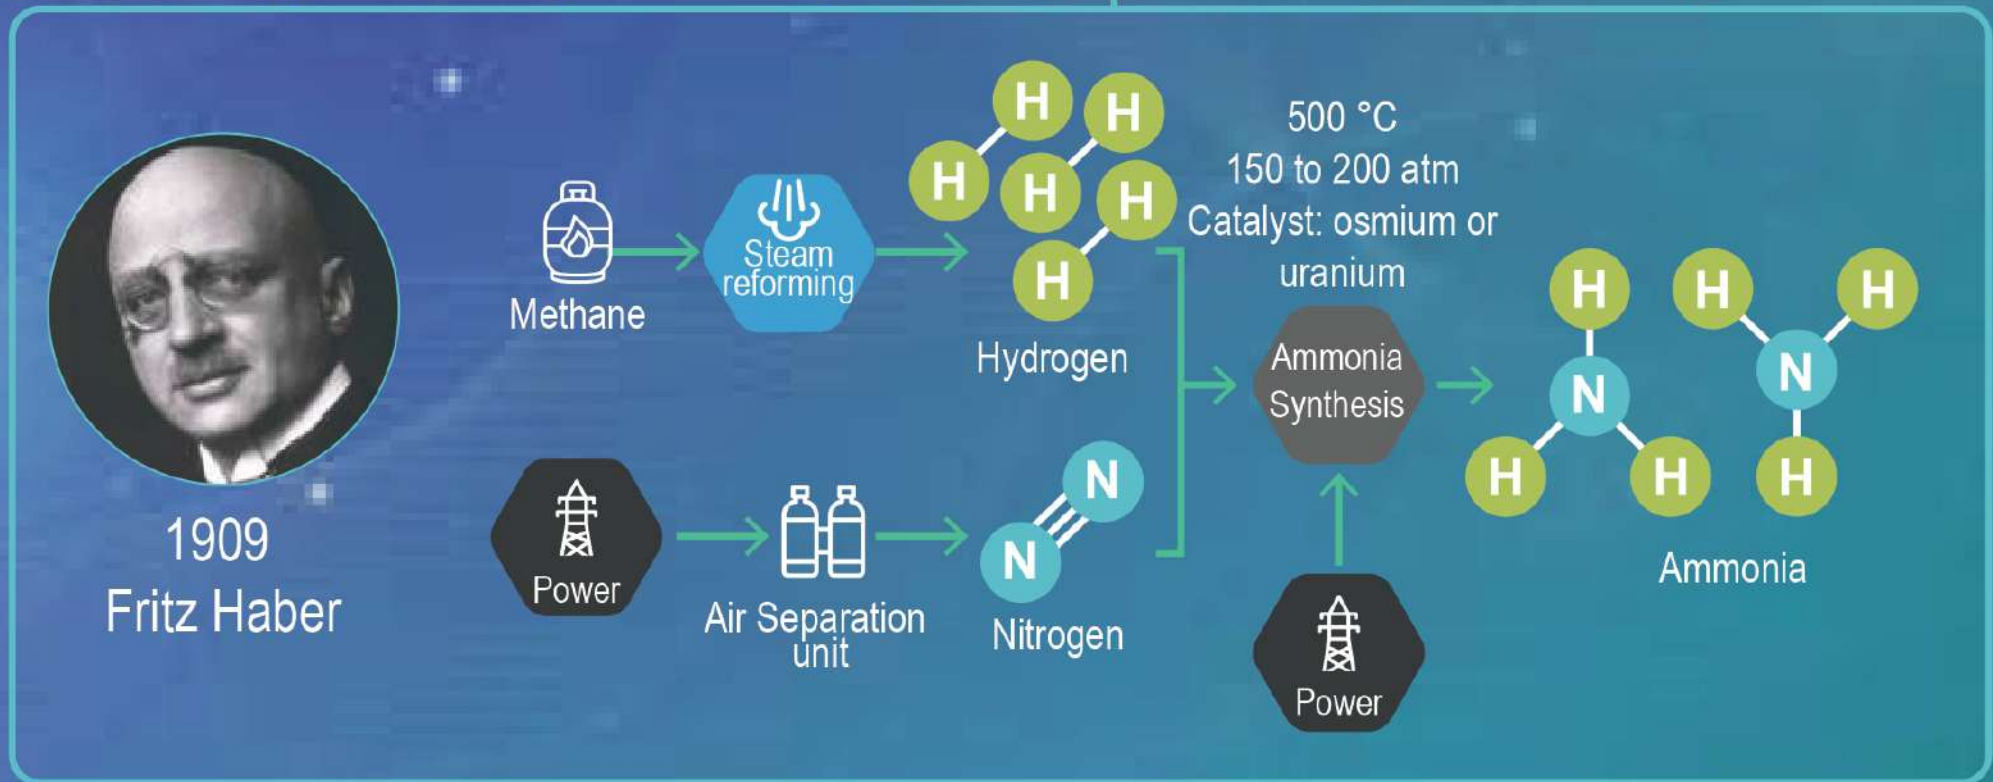 1909
Fritz Haber
Methane
Steam
reforming
H
H
H
H
H
H
Hydrogen
Power
Air Separation
unit
N
N
Nitrogen
500 °C
150 to 200 atm
Catalyst: osmium or
uranium
Ammonia
Synthesis
Power
H
N
H
H
H
H
N
H
Ammonia